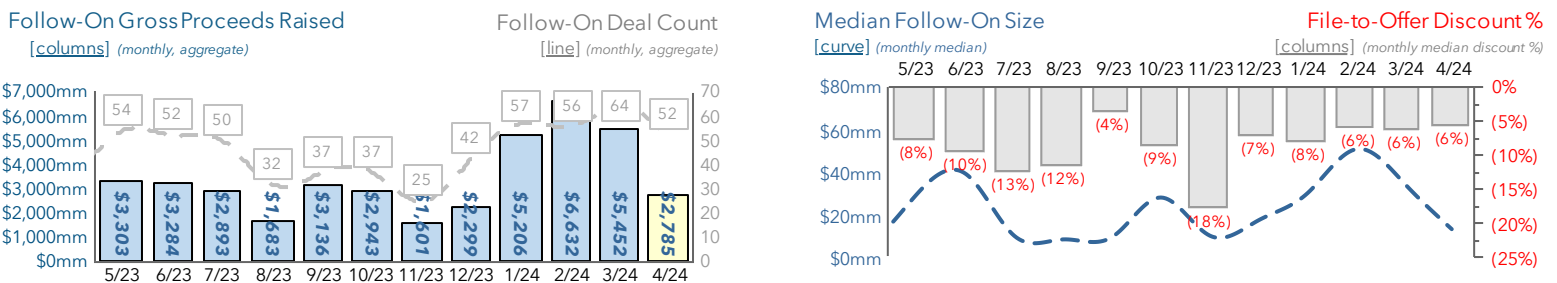 Follow-On Gross Proceeds Raised
[columns] (monthly, aggregate)
Follow-On Deal Count
[line] (monthly, aggregate)
$7,000mm
$6,000mm
$5,000mm
$4,000mm
$3,000mm
$2,000mm
$1,000mm
$0mm
54 52 50 32 37 37 25 42 57 56 64 52
$3,303 $3,284 $2,893 $1,683 $3,136 $2,943 $1,601 $2,299 $5,206 $6,632 $5,452 $2,785
70
60
50
40
30
20
10
0
5/23 6/23 7/23 8/23 9/23 10/23 11/23 12/23 1/24 2/24 3/24 4/24
Median Follow-On Size
[curve] (monthly median)
File-to-Offer Discount %
[columns] (monthly median discount %)
5/23 6/23 7/23 8/23 9/23 10/23 11/23 12/23 1/24 2/24 3/24 4/24
$80mm
$60mm
$40mm
$20mm
$0mm
(8%) (10%) (13%) (12%) (4%) (9%) (18%) (7%) (8%) (6%) (6%) (6%)
0%
(5%)
(10%)
(15%)
(20%)
(25%)